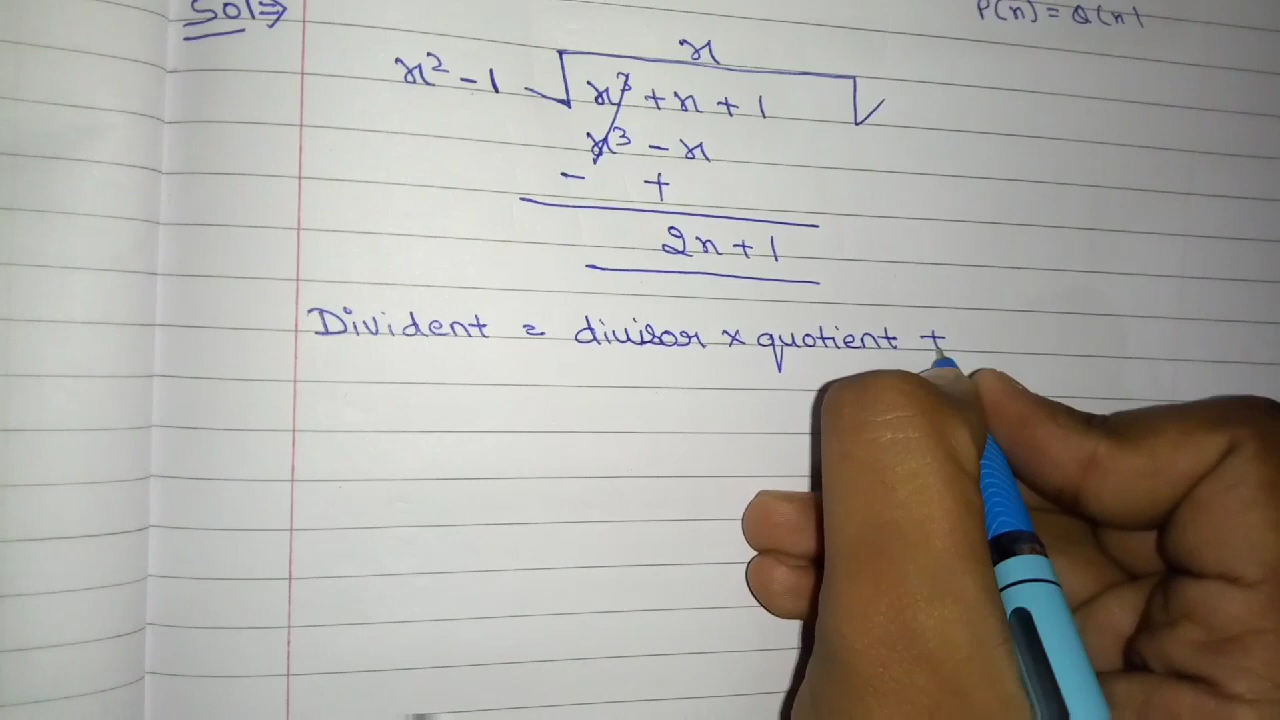 Sol⇒
P(x) = Q(x)
x
x² - 1 √ x³ + x + 1
x³ - x
- +
2x + 1
Divident = divisor × quotient +